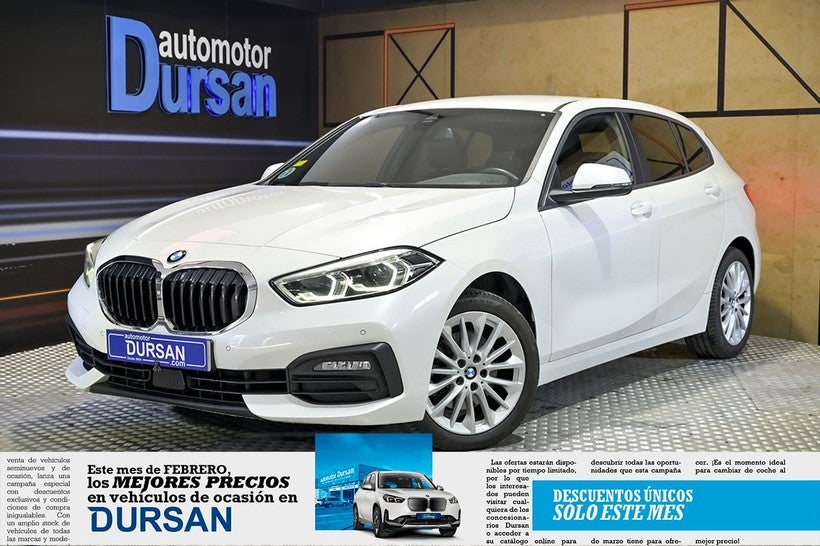 automotor
Dursan
automotor
DURSAN
.com
venta de vehículos
seminuevos y de
ocasión, lanza una
campaña especial
con descuentos
exclusivos y condi-
ciones de compra
inigualables. Con
un amplio stock de
vehículos de todas
las marcas y mode-
Este mes de FEBRERO,
los MEJORES PRECIOS
en vehículos de ocasión en
DURSAN
automotor Dursan
Las ofertas estarán dispo-
nibles por tiempo limitado,
por lo que
los interesa-
dos pueden
visitar cual-
quiera de los
concesiona-
rios Dursan
o acceder a
su catálogo
online para
descubrir todas las oportu-
nidades que esta campaña
de marzo tiene para ofre-
cer. ¡Es el momento ideal
para cambiar de coche al
mejor precio!
DESCUENTOS ÚNICOS
SOLO ESTE MES